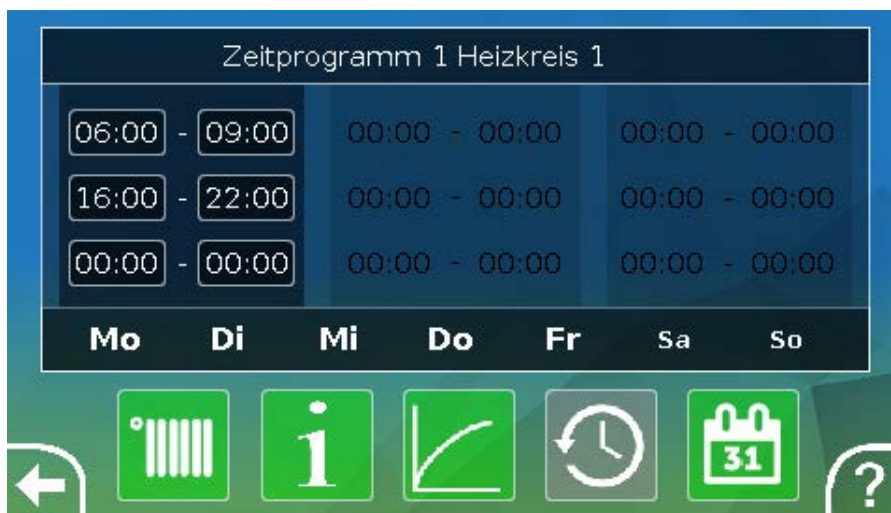 Zeitprogramm 1 Heizkreis 1
06:00 - 09:00 00:00 - 00:00 00:00 - 00:00
16:00 - 22:00 00:00 - 00:00 00:00 - 00:00
00:00 - 00:00 00:00 - 00:00 00:00 - 00:00
Mo Di Mi Do Fr Sa So
i 31
?